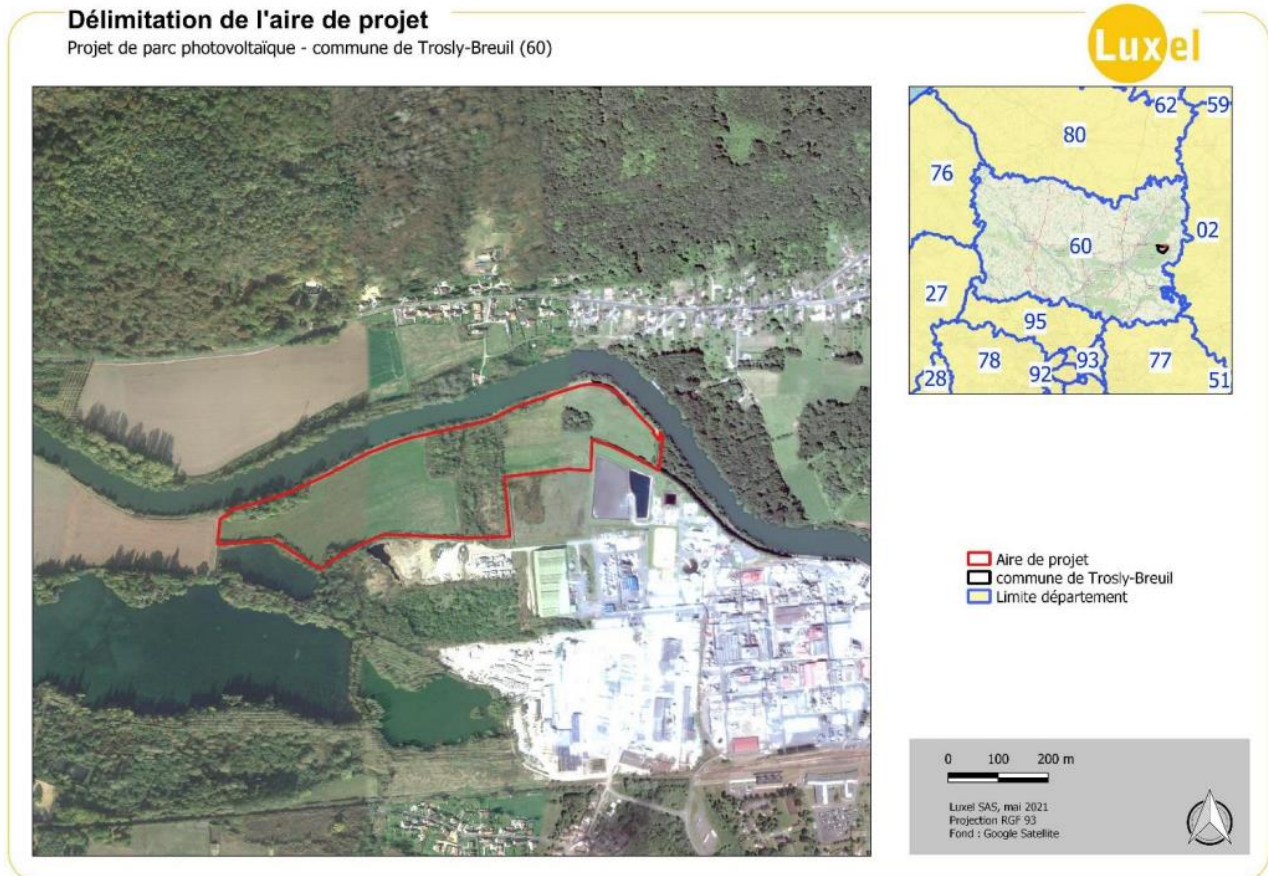 Délimitation de l'aire de projet
Projet de parc photovoltaïque - commune de Trosly-Breuil (60)
Luxel
62
59
80
76
02
60
27
95
78
93
77
28
92
51
Aire de projet
commune de Trosly-Breuil
Limite département
0 100 200 m
Luxel SAS, mai 2021
Projection RGF 93
Fond : Google Satellite